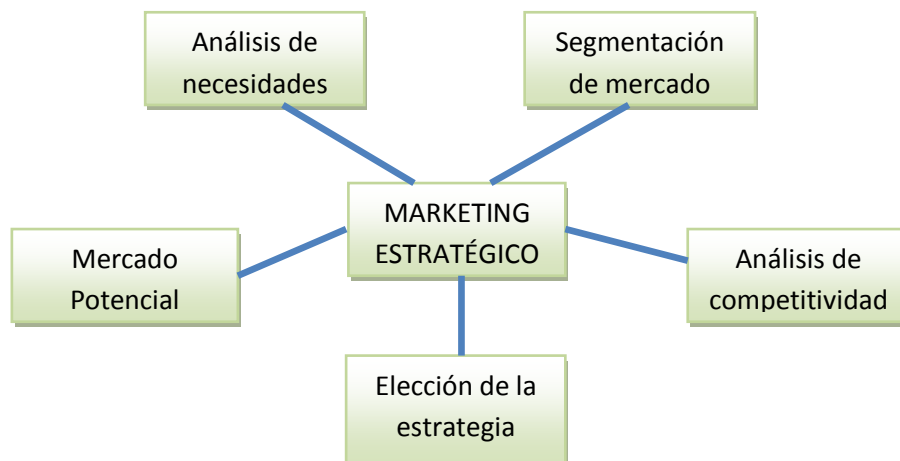 Análisis de
necesidades
Segmentación
de mercado
MARKETING
ESTRATÉGICO
Mercado
Potencial
Análisis de
competitividad
Elección de la
estrategia